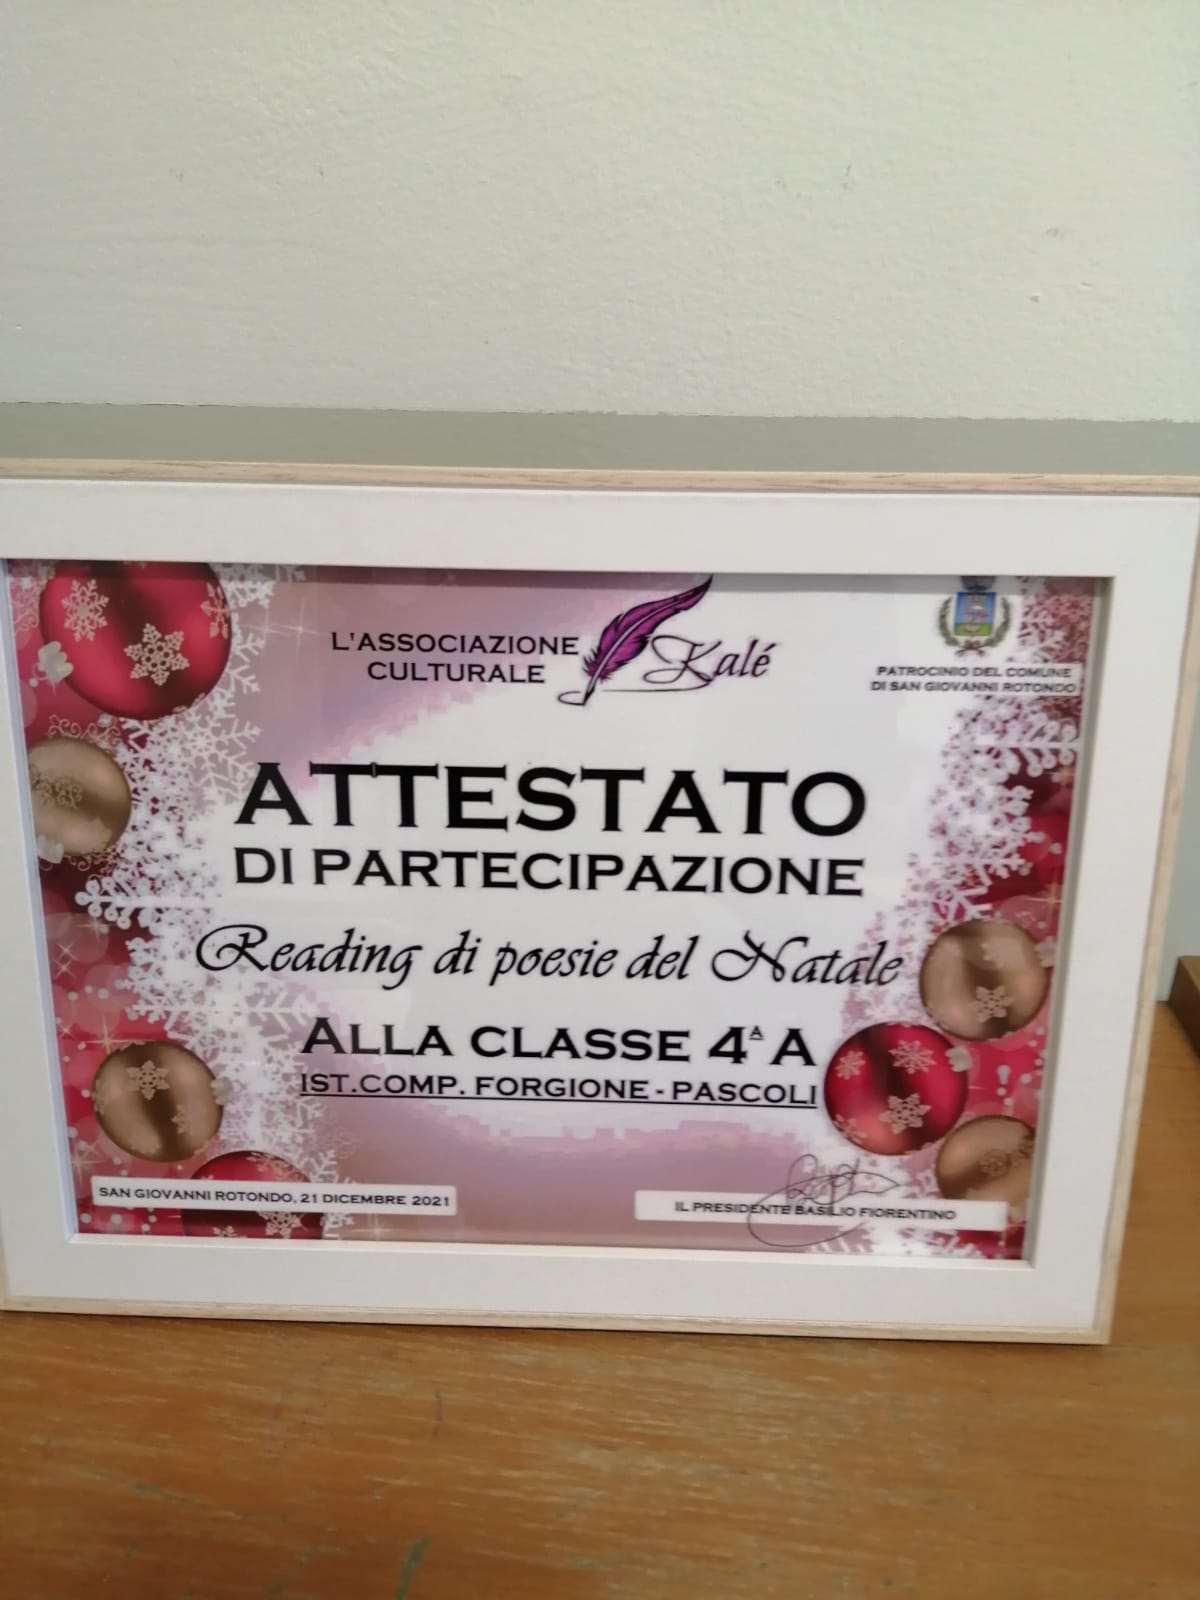 L'ASSOCIAZIONE
CULTURALE
Kalé
PATROCINIO DEL COMUNE
DI SAN GIOVANNI ROTONDO
ATTESTATO
DI PARTECIPAZIONE
Reading di poesie del Natale
ALLA CLASSE 4ª A
IST.COMP. FORGIONE - PASCOLI
SAN GIOVANNI ROTONDO, 21 DICEMBRE 2021
IL PRESIDENTE BASILIO FIORENTINO